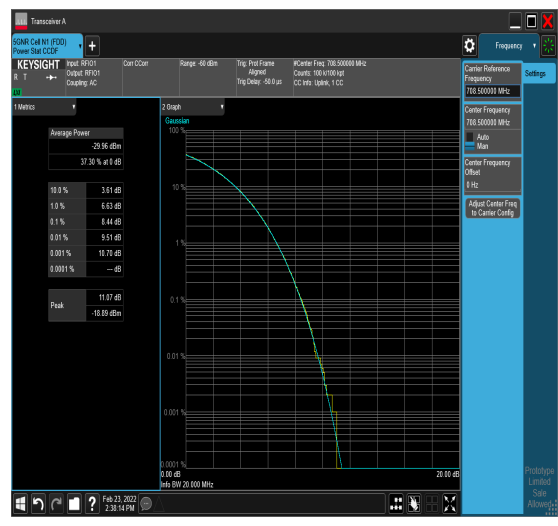 Transceiver A
5GNR Cell N1 (FDD)
Power Stat CCDF
Frequency
KEYSIGHT
R T
Input: RFIO1
Output: RFIO1
Coupling: AC
Corr CCorr
Range: -60 dBm
Trig: Prot Frame
Aligned
Trig Delay: -50.0 µs
#Center Freq: 708.500000 MHz
Counts: 100 k/100 kpt
CC Info: Uplink, 1 CC
1 Metrics
Average Power
-29.96 dBm
37.30 % at 0 dB
10.0 % 3.61 dB
1.0 % 6.63 dB
0.1 % 8.44 dB
0.01 % 9.51 dB
0.001 % 10.70 dB
0.0001 % --- dB
Peak
11.07 dB
-18.89 dBm
2 Graph
Gaussian
100 %
10 %
1 %
0.1 %
0.01 %
0.001 %
0.0001 %
0.00 dB
20.00 dB
Info BW 20.000 MHz
Carrier Reference
Frequency
708.500000 MHz
Settings
Center Frequency
708.500000 MHz
Auto
Man
Center Frequency
Offset
0 Hz
Adjust Center Freq
to Carrier Config
Prototype
Limited
Sale
Allowed
?
Feb 23, 2022
2:38:14 PM